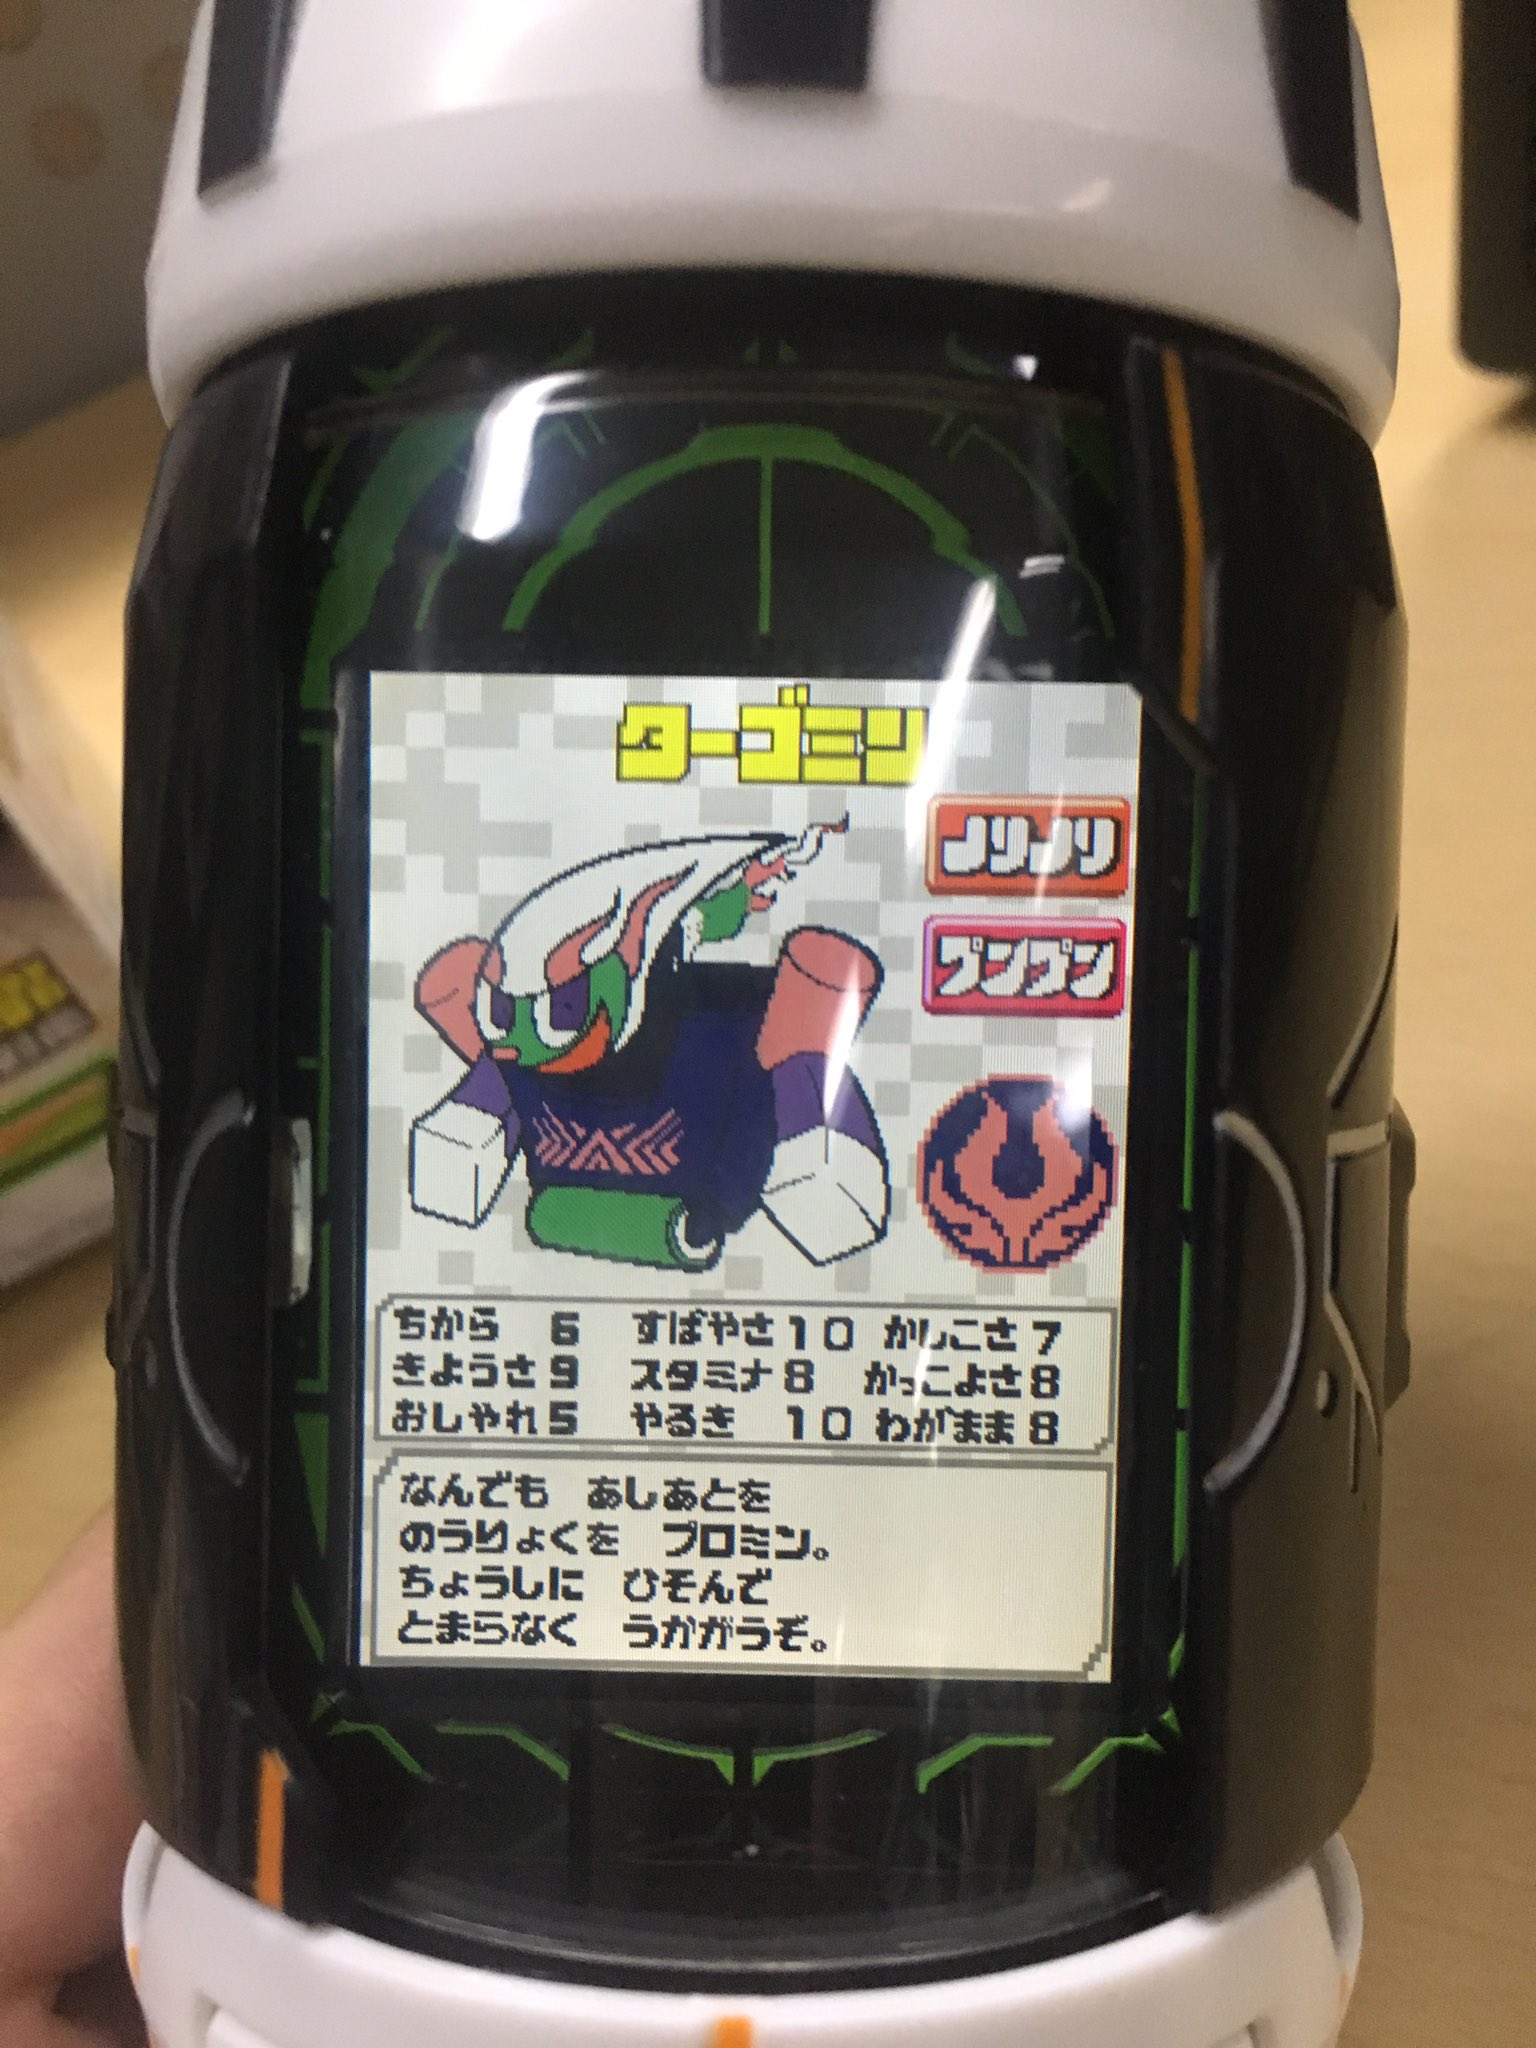 ターゴミン
ノリノリ
プンプン
ちから 6 すばやさ10 かしこさ7
きようさ9 スタミナ8 かっこよさ8
おしゃれ5 やるき 10 わがまま8
なんでも あしあとを
のうりょくを プロミン。
ちょうしに ひそんで
とまらなく うかがうぞ。